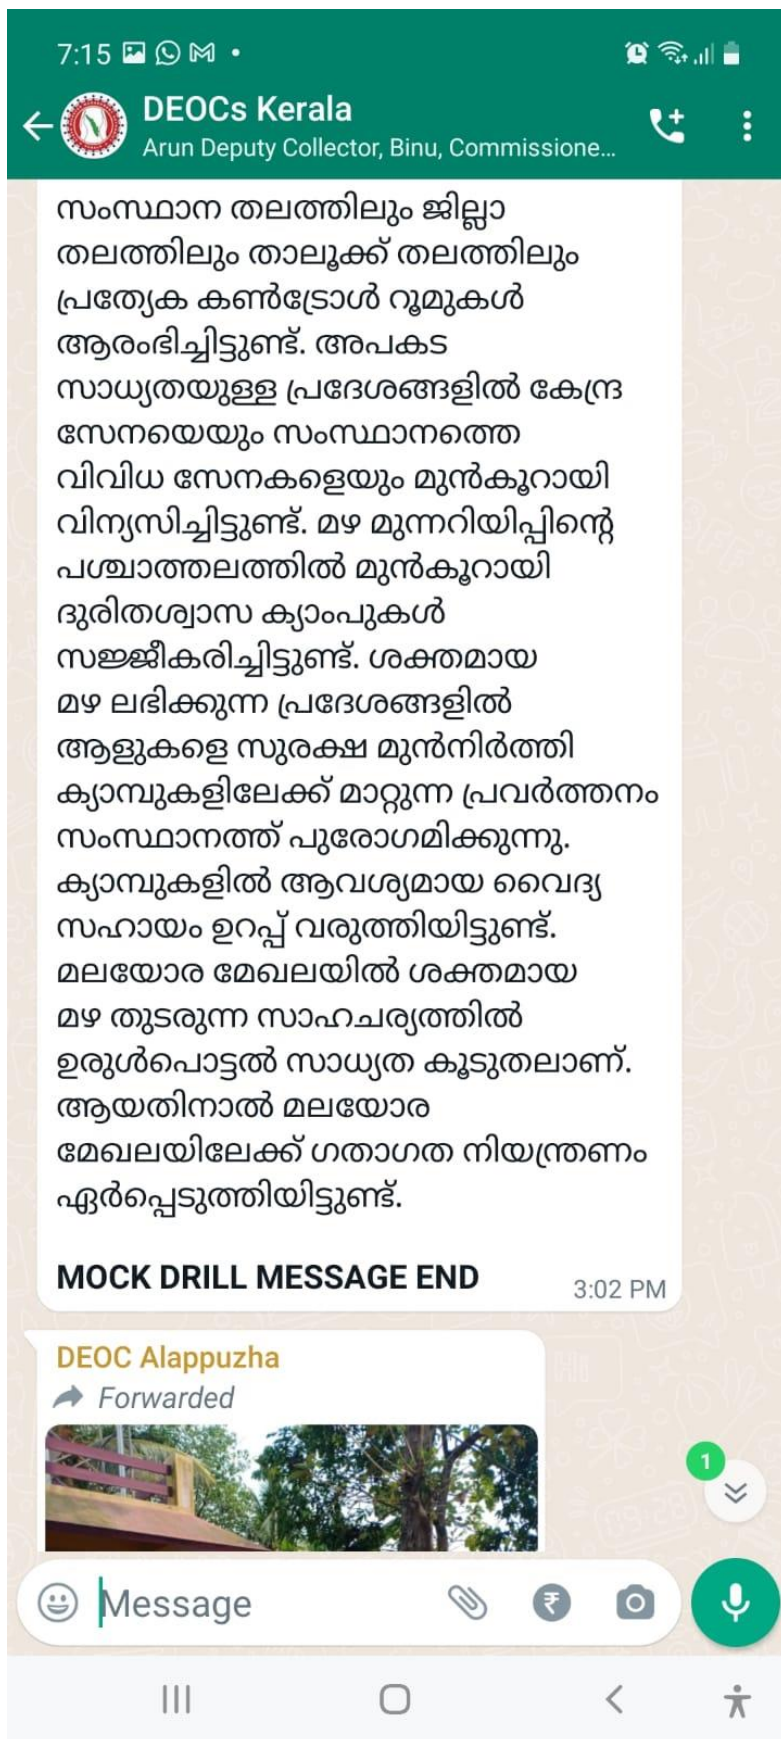 7:15
DEOCs Kerala
Arun Deputy Collector, Binu, Commissione...
സംസ്ഥാന തലത്തിലും ജില്ലാ
തലത്തിലും താലൂക്ക് തലത്തിലും
പ്രത്യേക കൺട്രോൾ റൂമുകൾ
ആരംഭിച്ചിട്ടുണ്ട്. അപകട
സാധ്യതയുള്ള പ്രദേശങ്ങളിൽ കേന്ദ്ര
സേനയെയും സംസ്ഥാനത്തെ
വിവിധ സേനകളെയും മുൻകൂറായി
വിന്യസിച്ചിട്ടുണ്ട്. മഴ മുന്നറിയിപ്പിന്റെ
പശ്ചാത്തലത്തിൽ മുൻകൂറായി
ദുരിതശ്വാസ ക്യാംപുകൾ
സജ്ജീകരിച്ചിട്ടുണ്ട്. ശക്തമായ
മഴ ലഭിക്കുന്ന പ്രദേശങ്ങളിൽ
ആളുകളെ സുരക്ഷ മുൻനിർത്തി
ക്യാമ്പുകളിലേക്ക് മാറ്റുന്ന പ്രവർത്തനം
സംസ്ഥാനത്ത് പുരോഗമിക്കുന്നു.
ക്യാമ്പുകളിൽ ആവശ്യമായ വൈദ്യ
സഹായം ഉറപ്പ് വരുത്തിയിട്ടുണ്ട്.
മലയോര മേഖലയിൽ ശക്തമായ
മഴ തുടരുന്ന സാഹചര്യത്തിൽ
ഉരുൾപൊട്ടൽ സാധ്യത കൂടുതലാണ്.
ആയതിനാൽ മലയോര
മേഖലയിലേക്ക് ഗതാഗത നിയന്ത്രണം
ഏർപ്പെടുത്തിയിട്ടുണ്ട്.
MOCK DRILL MESSAGE END
3:02 PM
DEOC Alappuzha
Forwarded
1
Message